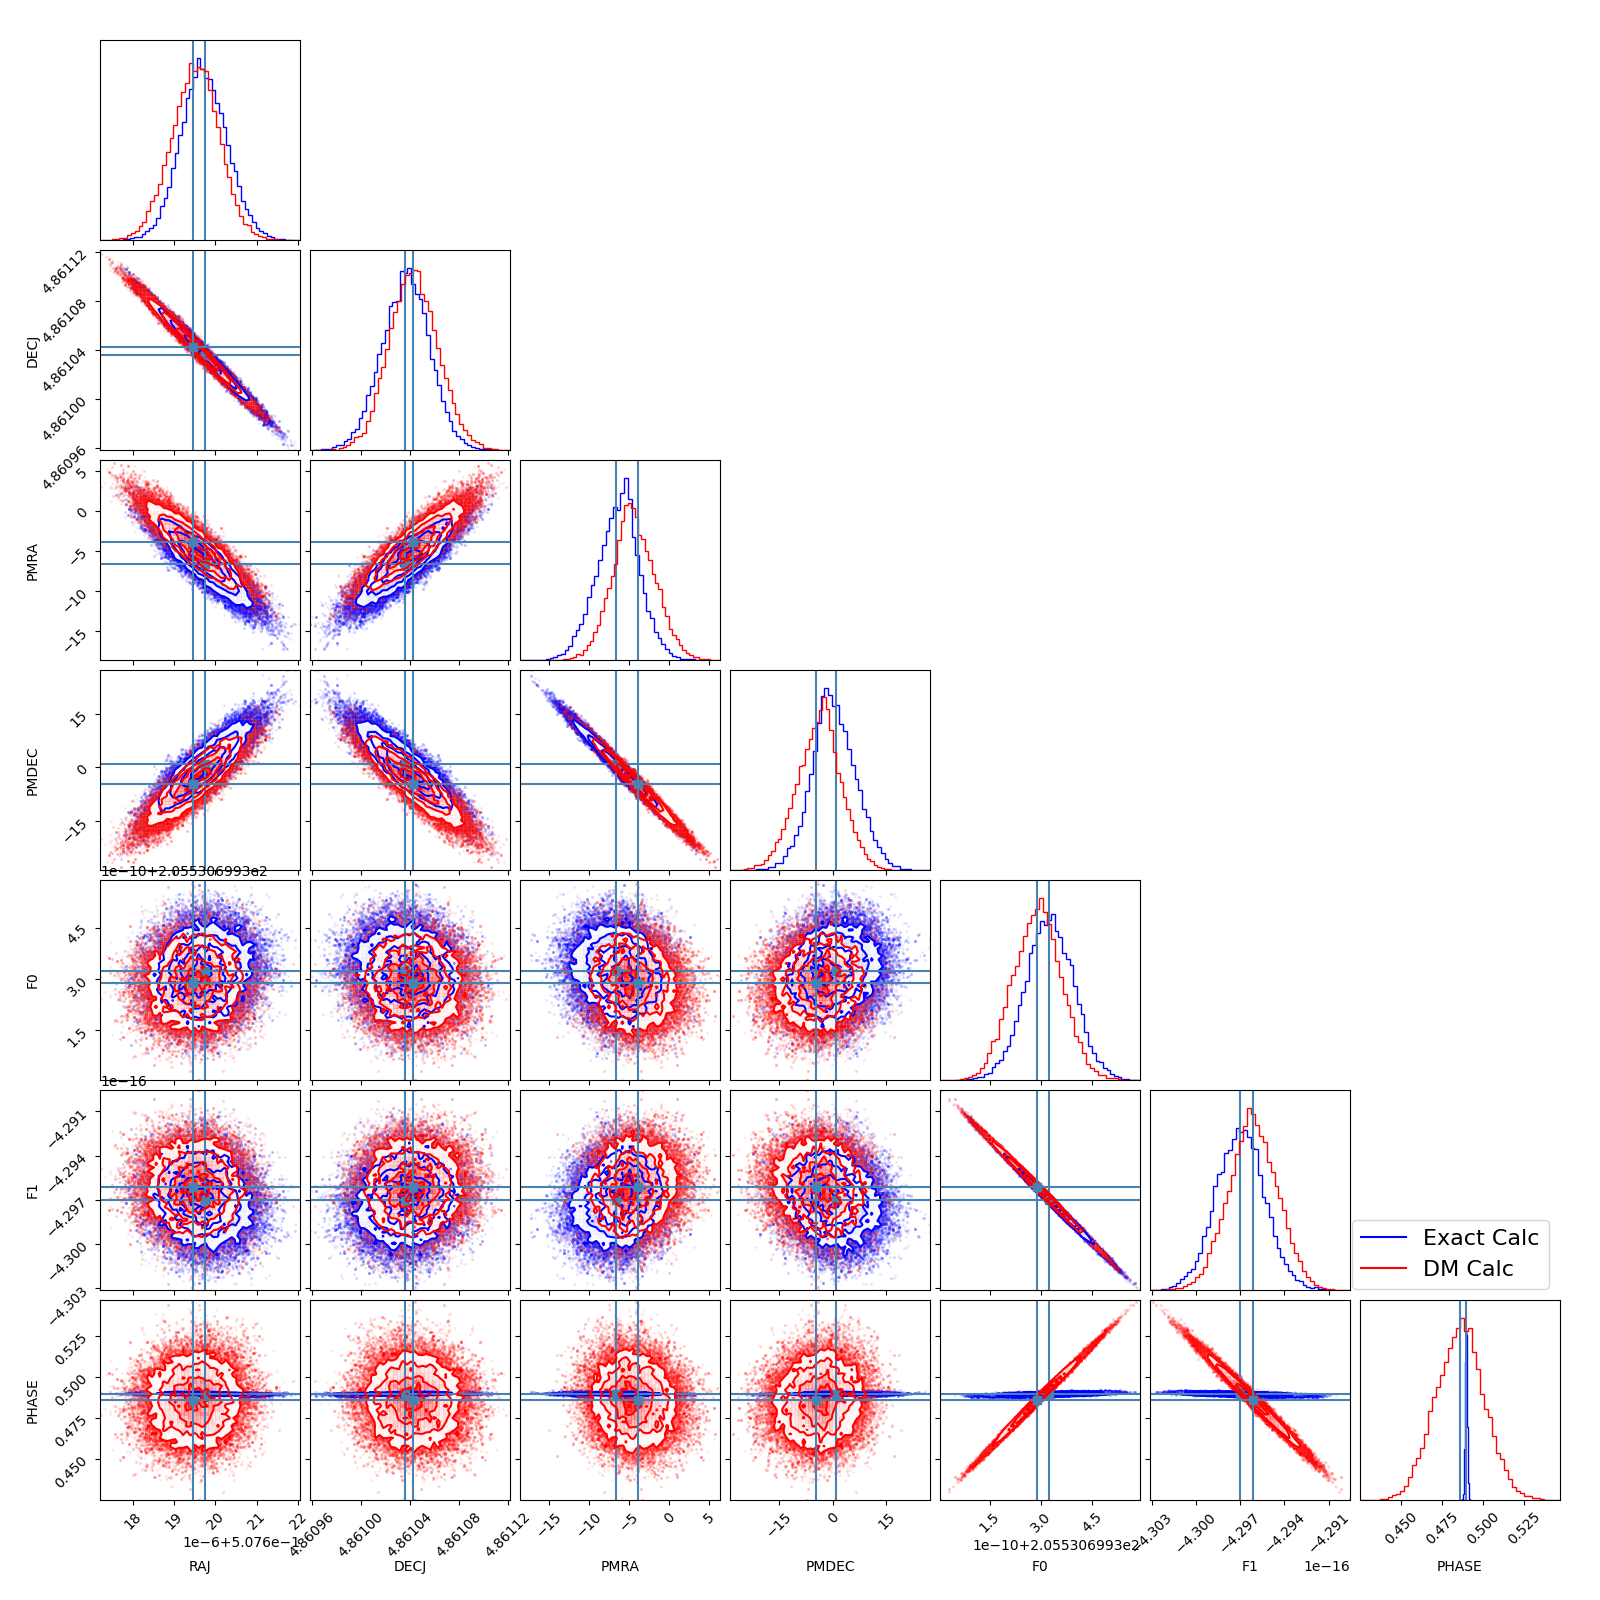 4.86112
4.86108
4.86104
4.86100
4.86096
DECJ
5
0
−5
−10
−15
PMRA
15
0
−15
PMDEC
1e−10+2.055306993e2
4.5
3.0
1.5
F0
1e−16
−4.291
−4.294
−4.297
−4.300
−4.303
F1
Exact Calc
DM Calc
0.525
0.500
0.475
0.450
PHASE
18 19 20 21 22
1e−6+5.076e−1
RAJ
4.86096 4.86100 4.86104 4.86108 4.86112
DECJ
−15 −10 −5 0 5
PMRA
−15 0 15
PMDEC
1.5 3.0 4.5
1e−10+2.055306993e2
F0
−4.303 −4.300 −4.297 −4.294 −4.291
F1
1e−16
0.450 0.475 0.500 0.525
PHASE